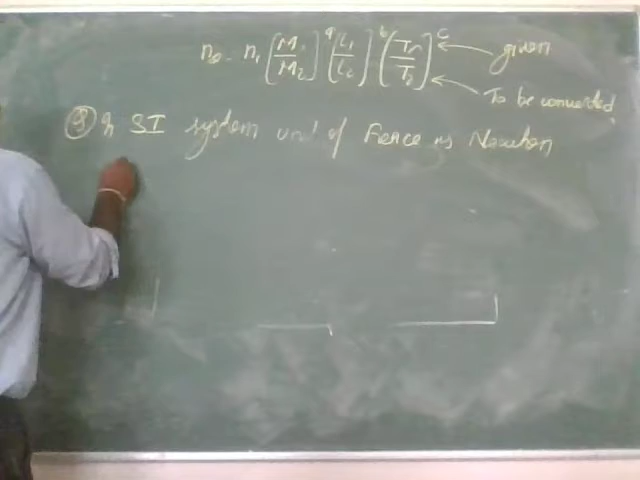 n₂ = n₁ [M₁/M₂]ᵃ [L₁/L₂]ᵇ [T₁/T₂]ᶜ ← given
← To be converted
In SI system unit of Force is Newton